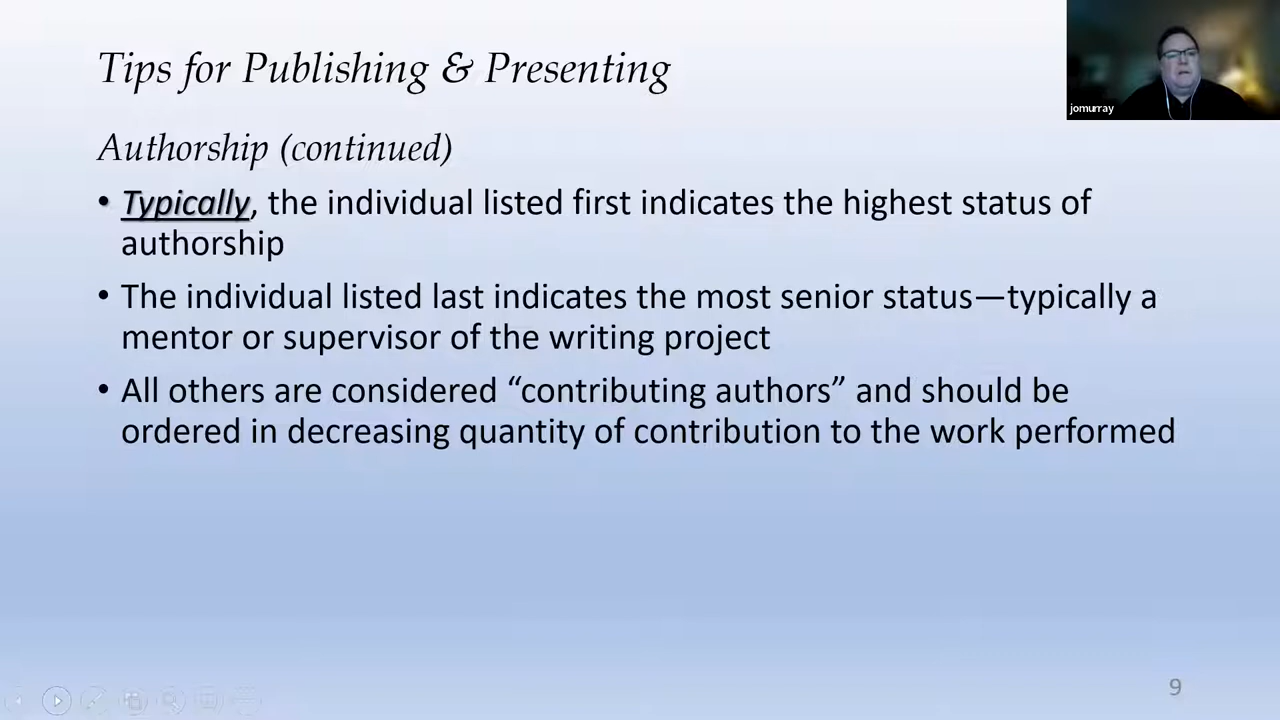 Tips for Publishing & Presenting
jomurray
Authorship (continued)
• Typically, the individual listed first indicates the highest status of
authorship
• The individual listed last indicates the most senior status—typically a
mentor or supervisor of the writing project
• All others are considered “contributing authors” and should be
ordered in decreasing quantity of contribution to the work performed
9